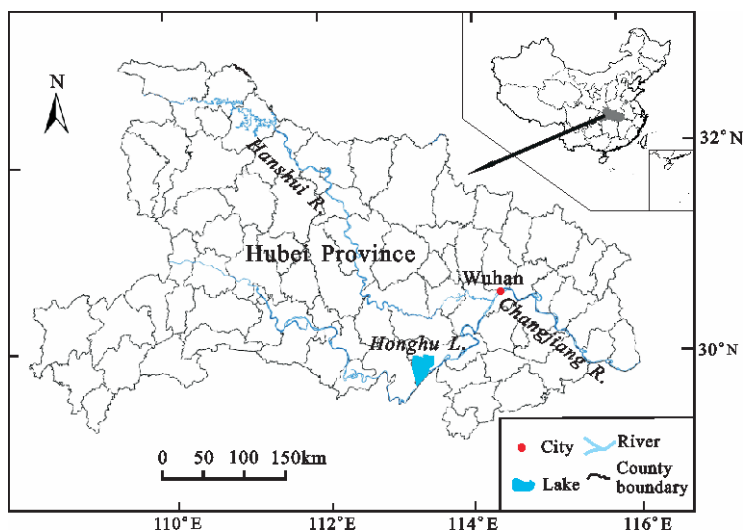 N
32°N
Hanshui R.
Hubei Province
Wuhan
Changjiang R.
Honghu L.
30°N
0 50 100 150km
City
River
Lake
County
boundary
110°E
112°E
114°E
116°E